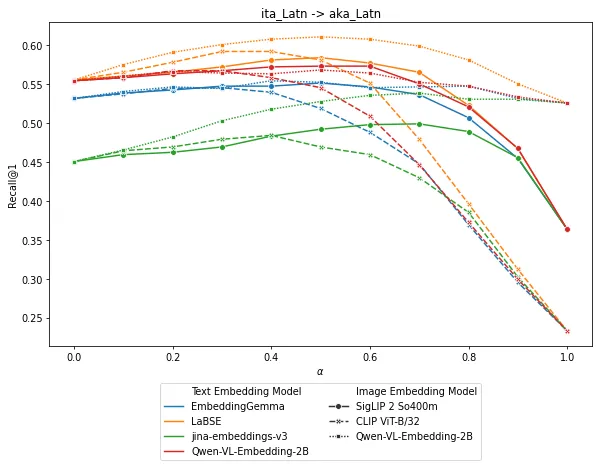 ita_Latn -> aka_Latn
Recall@1
0.60
0.55
0.50
0.45
0.40
0.35
0.30
0.25
0.0 0.2 0.4 0.6 0.8 1.0
α
Text Embedding Model
EmbeddingGemma
LaBSE
jina-embeddings-v3
Qwen-VL-Embedding-2B
Image Embedding Model
SigLIP 2 So400m
CLIP ViT-B/32
Qwen-VL-Embedding-2B